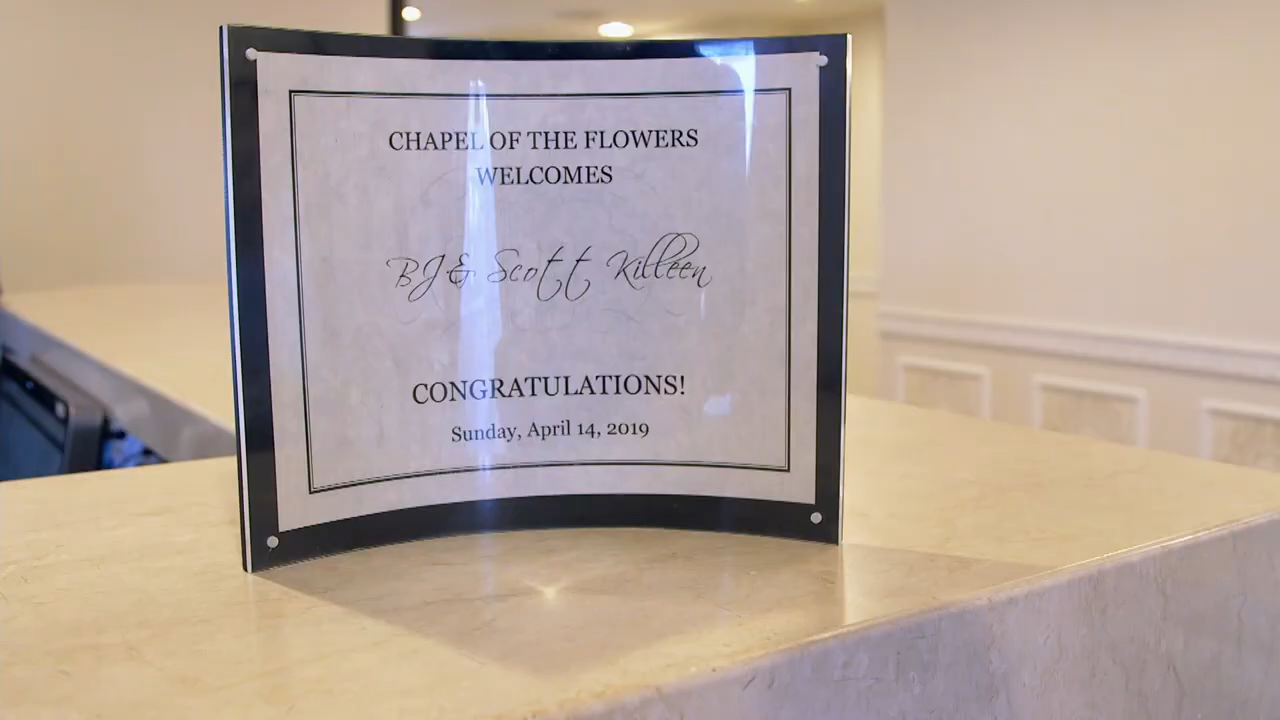 CHAPEL OF THE FLOWERS
WELCOMES
BJ & Scott Killeen
CONGRATULATIONS!
Sunday, April 14, 2019